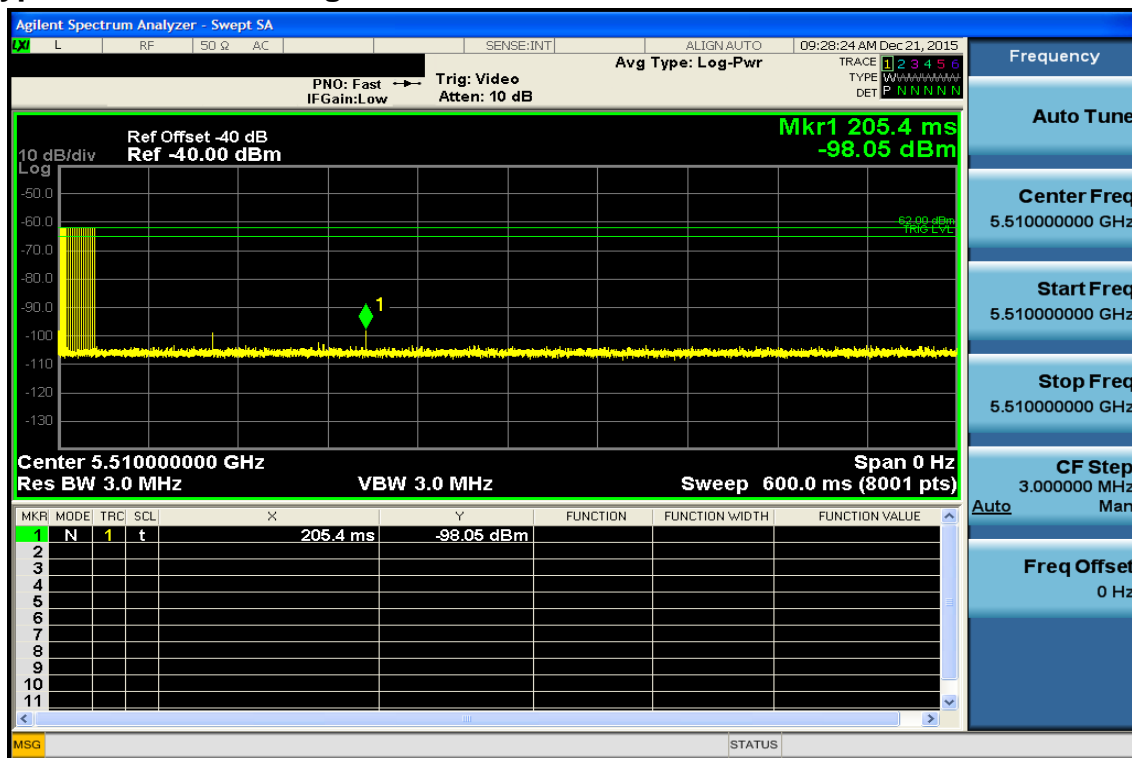 Agilent Spectrum Analyzer - Swept SA
LXI L RF 50 Ω AC SENSE:INT ALIGN AUTO 09:28:24 AM Dec 21, 2015
PNO: Fast Trig: Video Avg Type: Log-Pwr TRACE 1 2 3 4 5 6
IFGain:Low Atten: 10 dB TYPE
DET P N N N N N
Frequency
Auto Tune
Center Freq
5.510000000 GHz
Start Freq
5.510000000 GHz
Stop Freq
5.510000000 GHz
CF Step
3.000000 MHz
Auto Man
Freq Offset
0 Hz
Mkr1 205.4 ms
-98.05 dBm
Ref Offset -40 dB
10 dB/div Ref -40.00 dBm
Log
-50.0
-60.0
-62.00 dBm
TRIG LVL
-70.0
-80.0
-90.0
1
-100
-110
-120
-130
Center 5.510000000 GHz Span 0 Hz
Res BW 3.0 MHz VBW 3.0 MHz Sweep 600.0 ms (8001 pts)
MKR MODE TRC SCL X Y FUNCTION FUNCTION WIDTH FUNCTION VALUE
1 N 1 t 205.4 ms -98.05 dBm
2
3
4
5
6
7
8
9
10
11
MSG STATUS